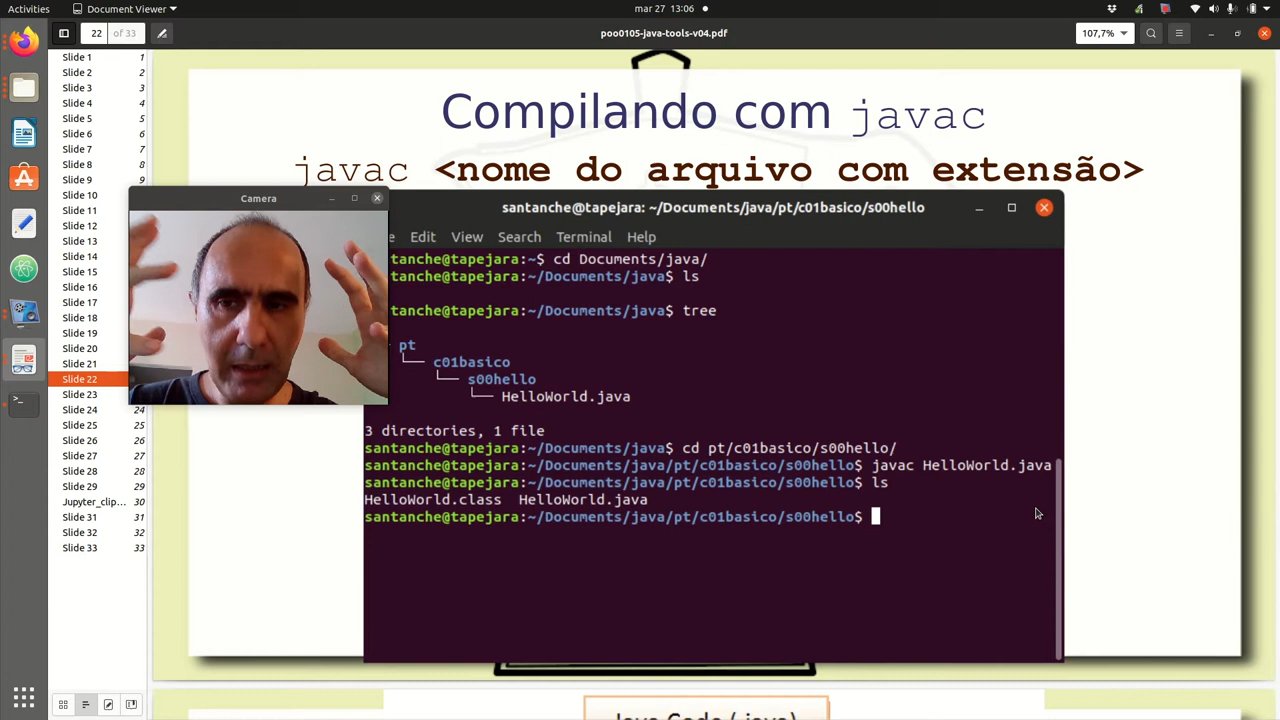 Activities
Document Viewer
mar 27 13:06
22
of 33
poo0105-java-tools-v04.pdf
107,7%
Slide 1 1
Slide 2 2
Slide 3 3
Slide 4 4
Slide 5 5
Slide 6 6
Slide 7 7
Slide 8 8
Slide 9 9
Slide 10 10
Slide 11 11
Slide 12 12
Slide 13 13
Slide 14 14
Slide 15 15
Slide 16 16
Slide 17 17
Slide 18 18
Slide 19 19
Slide 20 20
Slide 21 21
Slide 22 22
Slide 23 23
Slide 24 24
Slide 25 25
Slide 26 26
Slide 27 27
Slide 28 28
Slide 29 29
Jupyter_clip... 30
Slide 31 31
Slide 32 32
Slide 33 33
Compilando com javac
javac <nome do arquivo com extensão>
Camera
santanche@tapejara: ~/Documents/java/pt/c01basico/s00hello
Edit View Search Terminal Help
tanche@tapejara:~$ cd Documents/java/
tanche@tapejara:~/Documents/java$ ls
tanche@tapejara:~/Documents/java$ tree
pt
└── c01basico
└── s00hello
└── HelloWorld.java
3 directories, 1 file
santanche@tapejara:~/Documents/java$ cd pt/c01basico/s00hello/
santanche@tapejara:~/Documents/java/pt/c01basico/s00hello$ javac HelloWorld.java
santanche@tapejara:~/Documents/java/pt/c01basico/s00hello$ ls
HelloWorld.class HelloWorld.java
santanche@tapejara:~/Documents/java/pt/c01basico/s00hello$